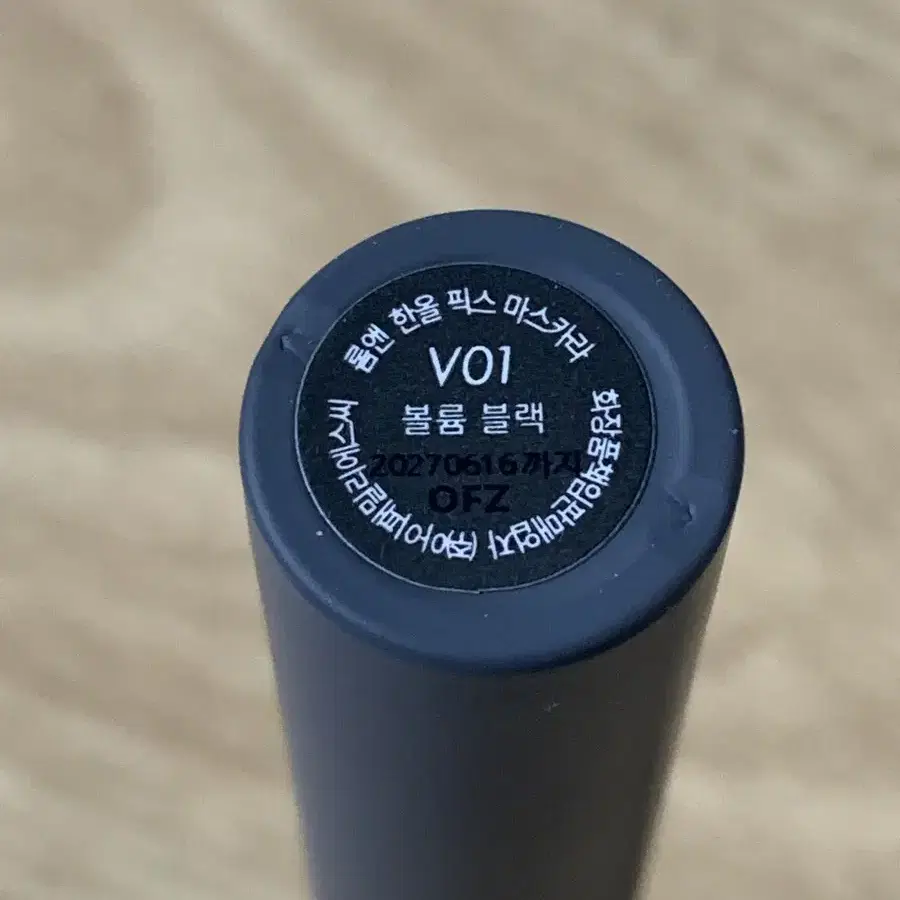 롬앤 한올 픽스 마스카라
V01
볼륨 블랙
20270616까지
OFZ
화장품책임판매업자 (주)아이패밀리에스씨